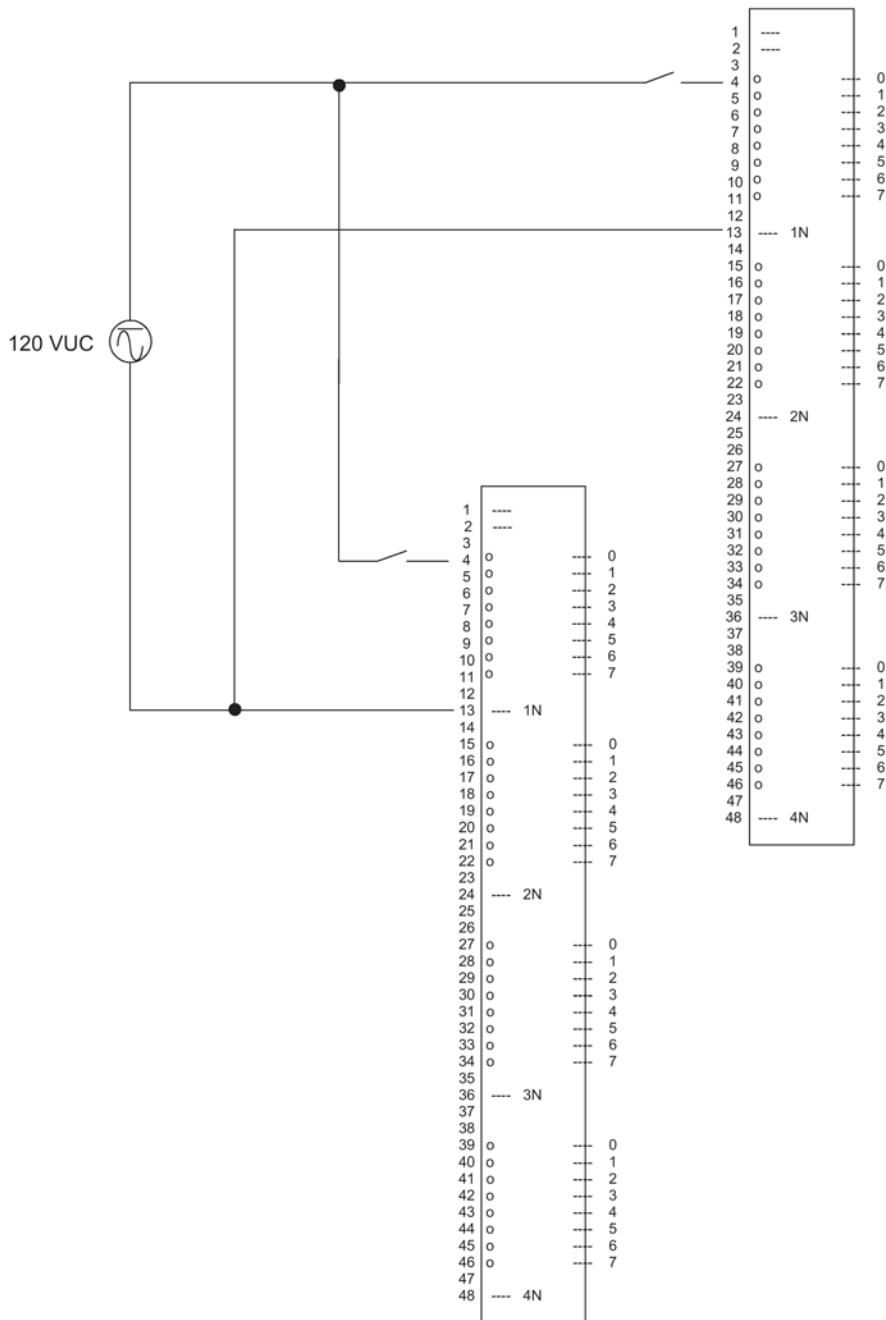 1 ----
2 ----
3
4 o ---- 0
5 o ---- 1
6 o ---- 2
7 o ---- 3
8 o ---- 4
9 o ---- 5
10 o ---- 6
11 o ---- 7
12
13 ---- 1N
14
15 o ---- 0
16 o ---- 1
17 o ---- 2
18 o ---- 3
19 o ---- 4
20 o ---- 5
21 o ---- 6
22 o ---- 7
23
24 ---- 2N
25
26
27 o ---- 0
28 o ---- 1
29 o ---- 2
30 o ---- 3
31 o ---- 4
32 o ---- 5
33 o ---- 6
34 o ---- 7
35
36 ---- 3N
37
38
39 o ---- 0
40 o ---- 1
41 o ---- 2
42 o ---- 3
43 o ---- 4
44 o ---- 5
45 o ---- 6
46 o ---- 7
47
48 ---- 4N
120 VUC
1 ----
2 ----
3
4 o ---- 0
5 o ---- 1
6 o ---- 2
7 o ---- 3
8 o ---- 4
9 o ---- 5
10 o ---- 6
11 o ---- 7
12
13 ---- 1N
14
15 o ---- 0
16 o ---- 1
17 o ---- 2
18 o ---- 3
19 o ---- 4
20 o ---- 5
21 o ---- 6
22 o ---- 7
23
24 ---- 2N
25
26
27 o ---- 0
28 o ---- 1
29 o ---- 2
30 o ---- 3
31 o ---- 4
32 o ---- 5
33 o ---- 6
34 o ---- 7
35
36 ---- 3N
37
38
39 o ---- 0
40 o ---- 1
41 o ---- 2
42 o ---- 3
43 o ---- 4
44 o ---- 5
45 o ---- 6
46 o ---- 7
47
48 ---- 4N